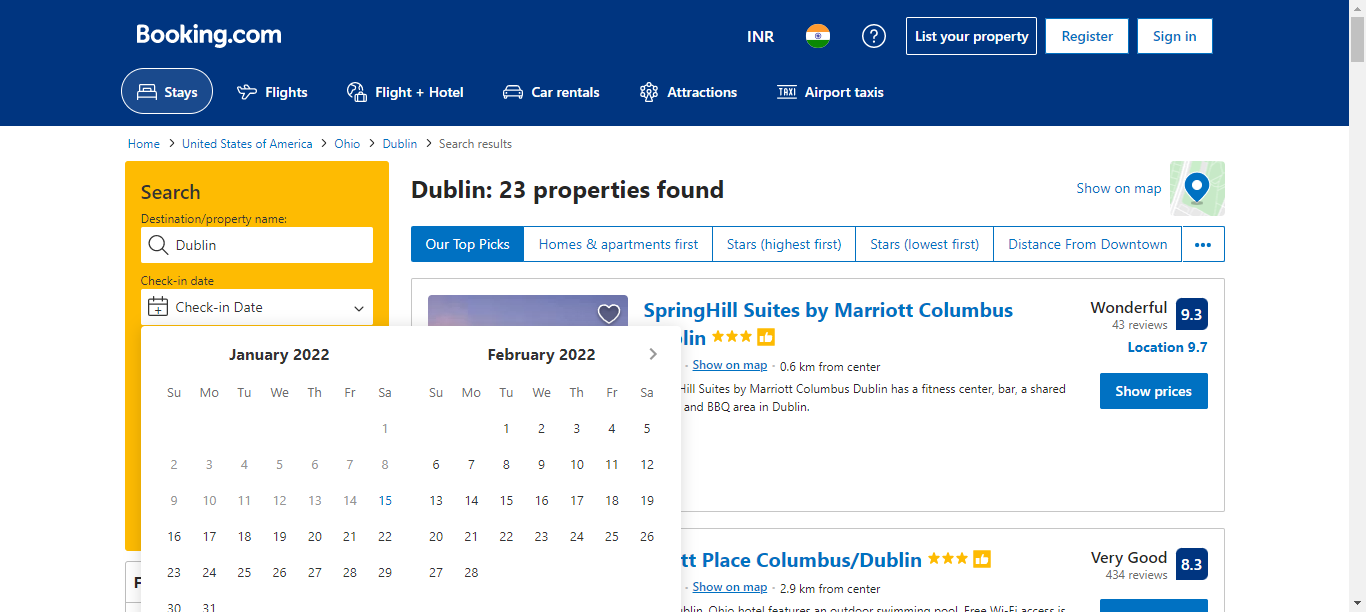 Booking.com
INR
List your property
Register
Sign in
Stays
Flights
Flight + Hotel
Car rentals
Attractions
TAXI Airport taxis
Home > United States of America > Ohio > Dublin > Search results
Search
Destination/property name:
Dublin
Check-in date
Check-in Date
January 2022
Su Mo Tu We Th Fr Sa
1
2 3 4 5 6 7 8
9 10 11 12 13 14 15
16 17 18 19 20 21 22
23 24 25 26 27 28 29
30 31
February 2022
Su Mo Tu We Th Fr Sa
1 2 3 4 5
6 7 8 9 10 11 12
13 14 15 16 17 18 19
20 21 22 23 24 25 26
27 28
F
Dublin: 23 properties found
Show on map
Our Top Picks
Homes & apartments first
Stars (highest first)
Stars (lowest first)
Distance From Downtown
SpringHill Suites by Marriott Columbus
lin
Show on map · 0.6 km from center
Hill Suites by Marriott Columbus Dublin has a fitness center, bar, a shared
and BBQ area in Dublin.
Wonderful 9.3
43 reviews
Location 9.7
Show prices
tt Place Columbus/Dublin
Show on map · 2.9 km from center
ublin, Ohio hotel features an outdoor swimming pool. Free Wi-Fi access is
Very Good 8.3
434 reviews